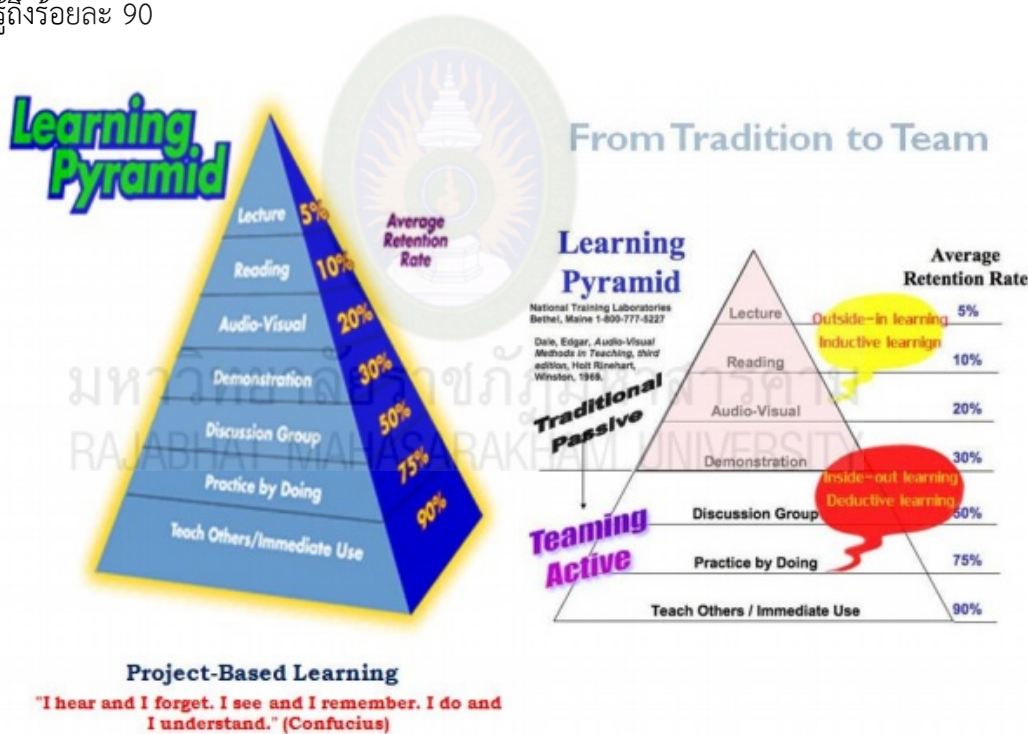 รู้ถึงร้อยละ 90
Learning
Pyramid
Lecture 5%
Reading 10%
Audio-Visual 20%
Demonstration 30%
Discussion Group 50%
Practice by Doing 75%
Teach Others/Immediate Use 90%
Average
Retention
Rate
Project-Based Learning
"I hear and I forget. I see and I remember. I do and
I understand." (Confucius)
From Tradition to Team
Learning
Pyramid
National Training Laboratories
Bethel, Maine 1-800-777-5227
Dale, Edgar, Audio-Visual
Methods in Teaching, third
edition, Holt Rinehart,
Winston, 1969.
Average
Retention Rate
Traditional
Passive
Teaming
Active
Lecture 5%
Reading 10%
Audio-Visual 20%
Demonstration 30%
Discussion Group 50%
Practice by Doing 75%
Teach Others / Immediate Use 90%
Outside-in learning
Inductive learnign
Inside-out learning
Deductive learning
มหาวิทยาลัยราชภัฏมหาสารคาม
RAJABHAT MAHASARAKHAM UNIVERSITY